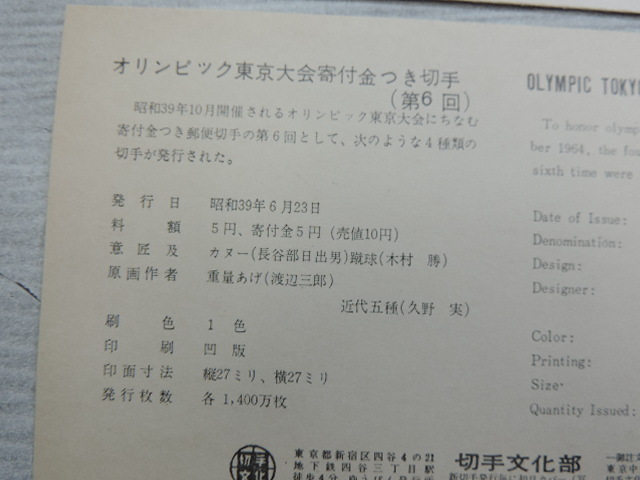 オリンピック東京大会寄付金つき切手
(第6回)
昭和39年10月開催されるオリンピック東京大会にちなむ
寄付金つき郵便切手の第6回として、次のような4種類の
切手が発行された。
発行日 昭和39年6月23日
料額 5円、寄付金5円(売値10円)
意匠及 カヌー(長谷部日出男)蹴球(木村 勝)
原画作者 重量あげ(渡辺三郎)
近代五種(久野 実)
刷色 1色
印刷 凹版
印面寸法 縦27ミリ、横27ミリ
発行枚数 各1,400万枚
OLYMPIC TOKYO
To honor olymp
ber 1964, the fou
sixth time were
Date of Issue:
Denomination:
Design:
Designer:
Color:
Printing:
Size:
Quantity Issued:
切手
文化
東京都新宿区四谷4の21
地下鉄四谷三丁目駅
切手文化部